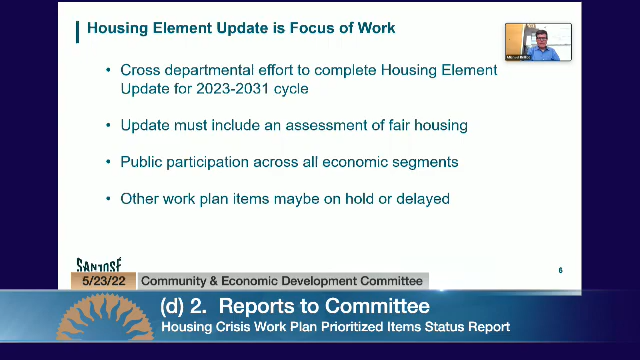 Housing Element Update is Focus of Work
• Cross departmental effort to complete Housing Element
Update for 2023-2031 cycle
• Update must include an assessment of fair housing
• Public participation across all economic segments
• Other work plan items maybe on hold or delayed
SAN JOSÉ
6
5/23/22
Community & Economic Development Committee
(d) 2. Reports to Committee
Housing Crisis Work Plan Prioritized Items Status Report